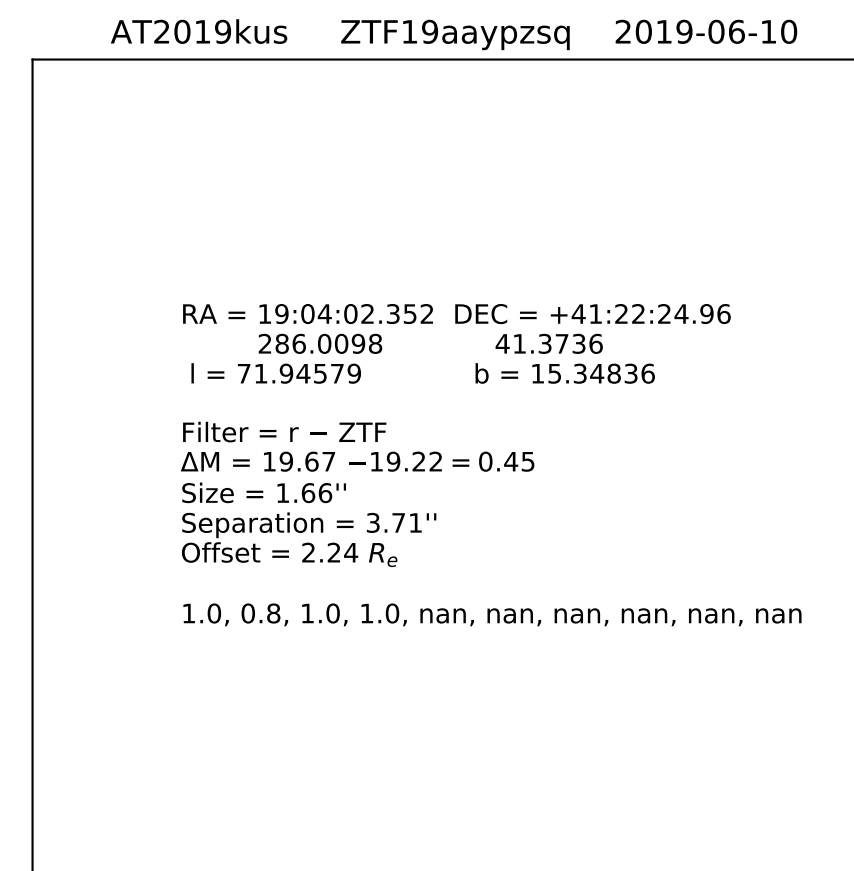 AT2019kus ZTF19aaypzsq 2019-06-10
RA = 19:04:02.352 DEC = +41:22:24.96
286.0098 41.3736
l = 71.94579 b = 15.34836
Filter = r − ZTF
ΔM = 19.67 −19.22 = 0.45
Size = 1.66''
Separation = 3.71''
Offset = 2.24 Re
1.0, 0.8, 1.0, 1.0, nan, nan, nan, nan, nan, nan